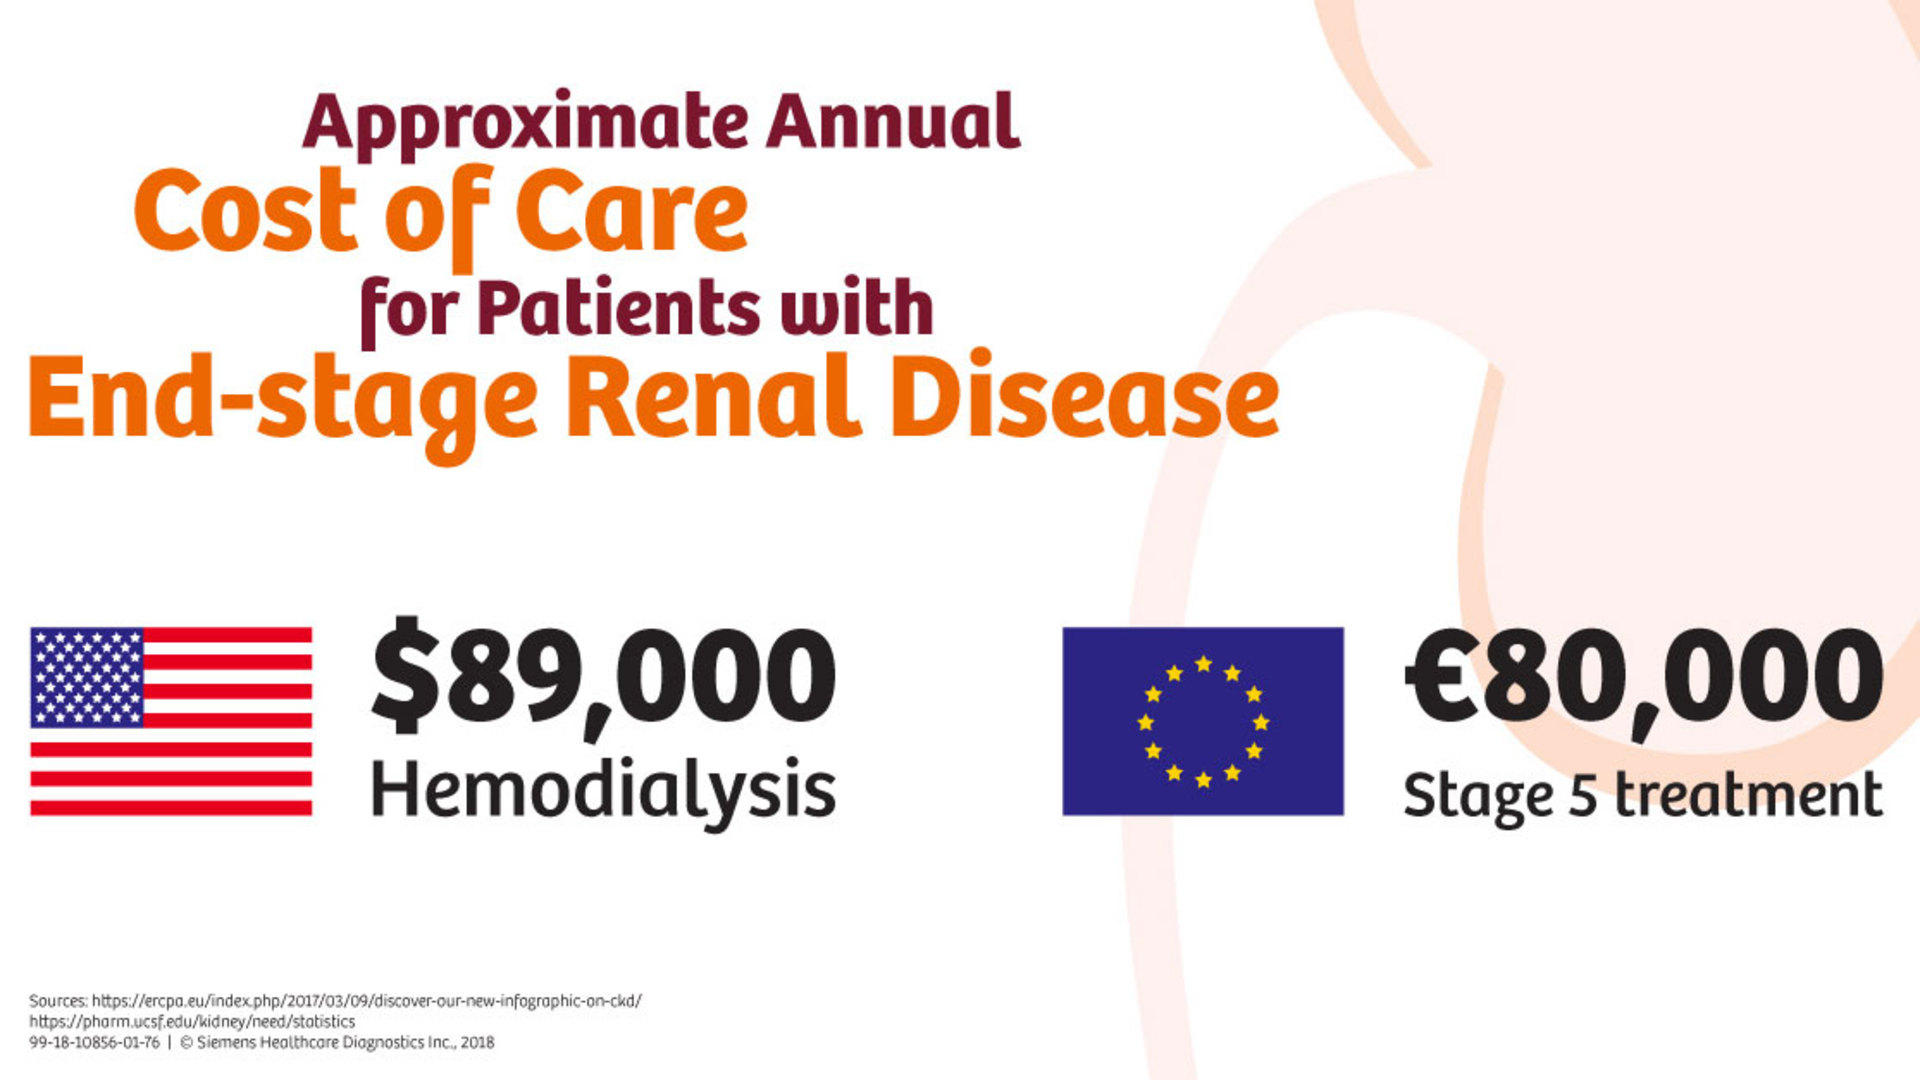 Approximate Annual
Cost of Care
for Patients with
End-stage Renal Disease
$89,000
Hemodialysis
€80,000
Stage 5 treatment
Sources: https://ercpa.eu/index.php/2017/03/09/discover-our-new-infographic-on-ckd/
https://pharm.ucsf.edu/kidney/need/statistics
99-18-10856-01-76 | © Siemens Healthcare Diagnostics Inc., 2018